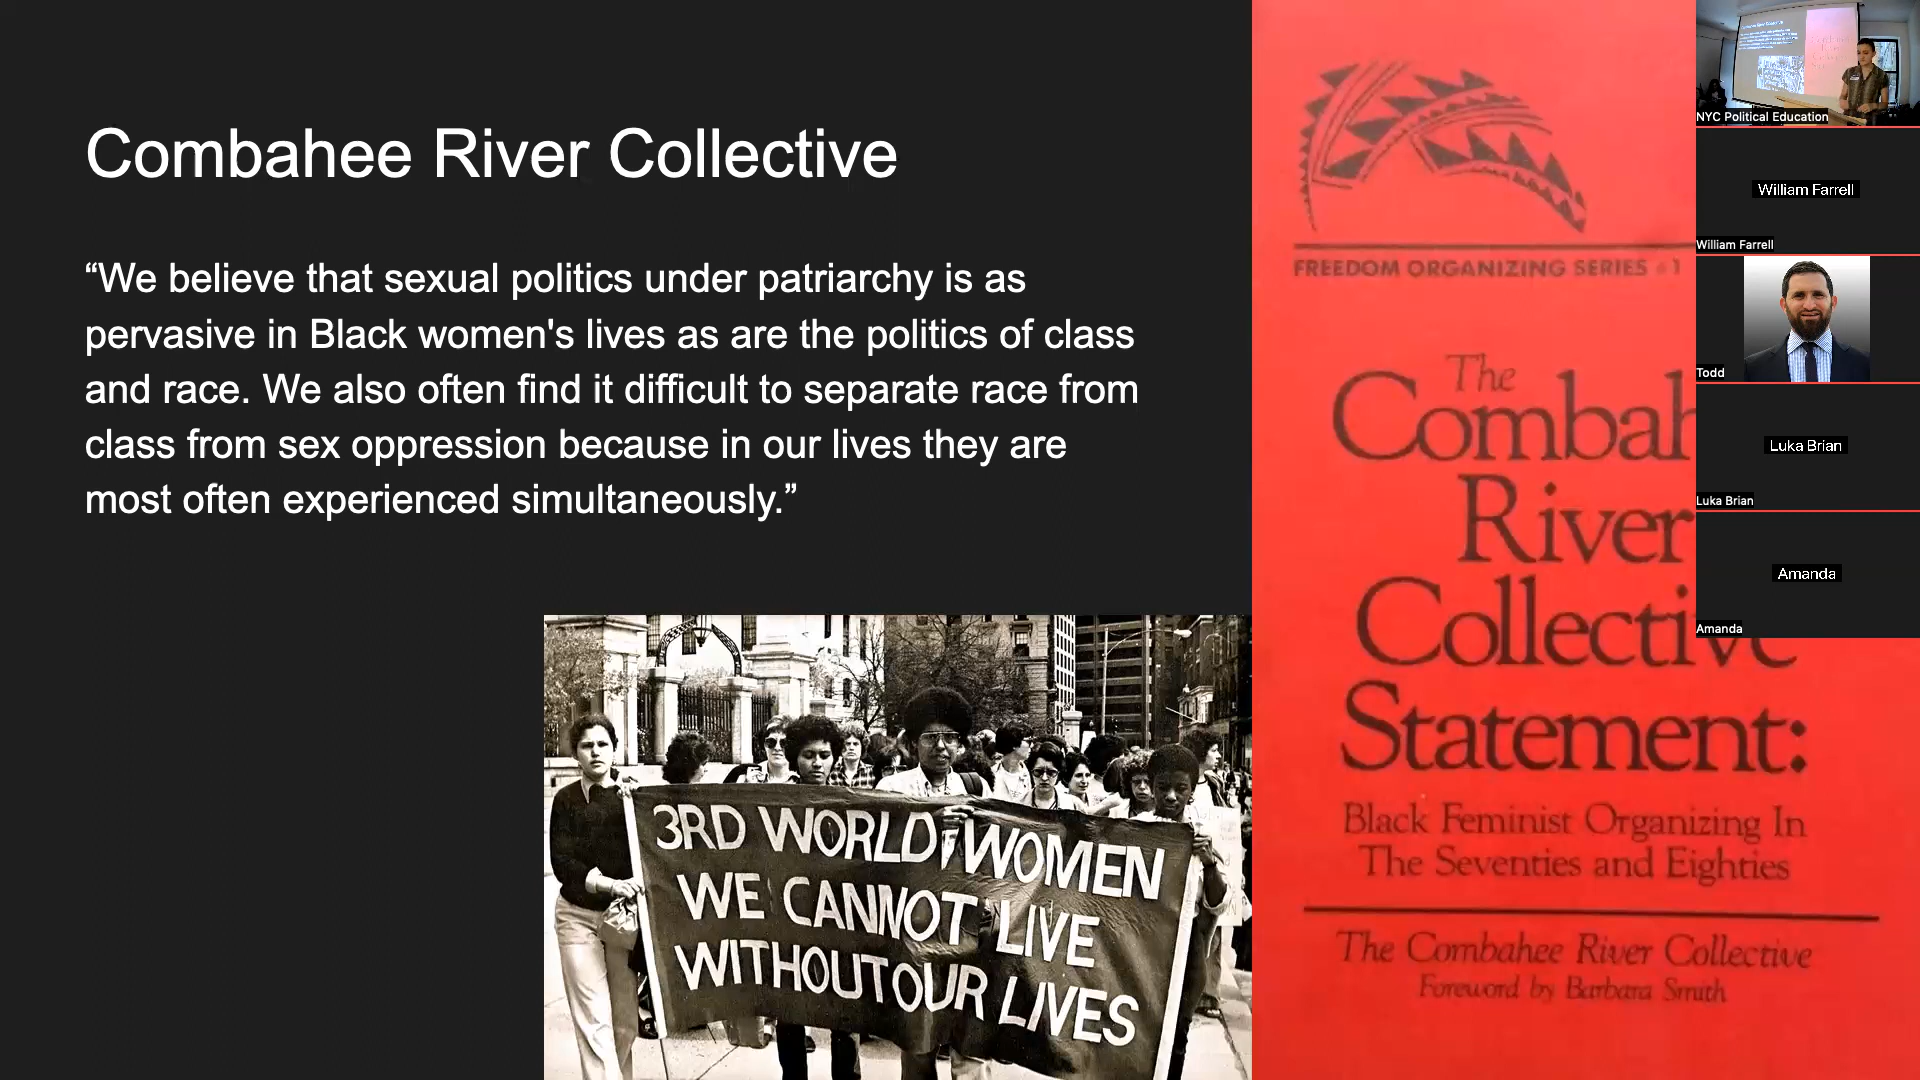 Combahee River Collective
“We believe that sexual politics under patriarchy is as
pervasive in Black women's lives as are the politics of class
and race. We also often find it difficult to separate race from
class from sex oppression because in our lives they are
most often experienced simultaneously.”
3RD WORLD WOMEN
WE CANNOT LIVE
WITHOUT OUR LIVES
FREEDOM ORGANIZING SERIES #1
The
Combah
River
Collective
Statement:
Black Feminist Organizing In
The Seventies and Eighties
The Combahee River Collective
Foreword by Barbara Smith
NYC Political Education
William Farrell
William Farrell
Todd
Luka Brian
Luka Brian
Amanda
Amanda